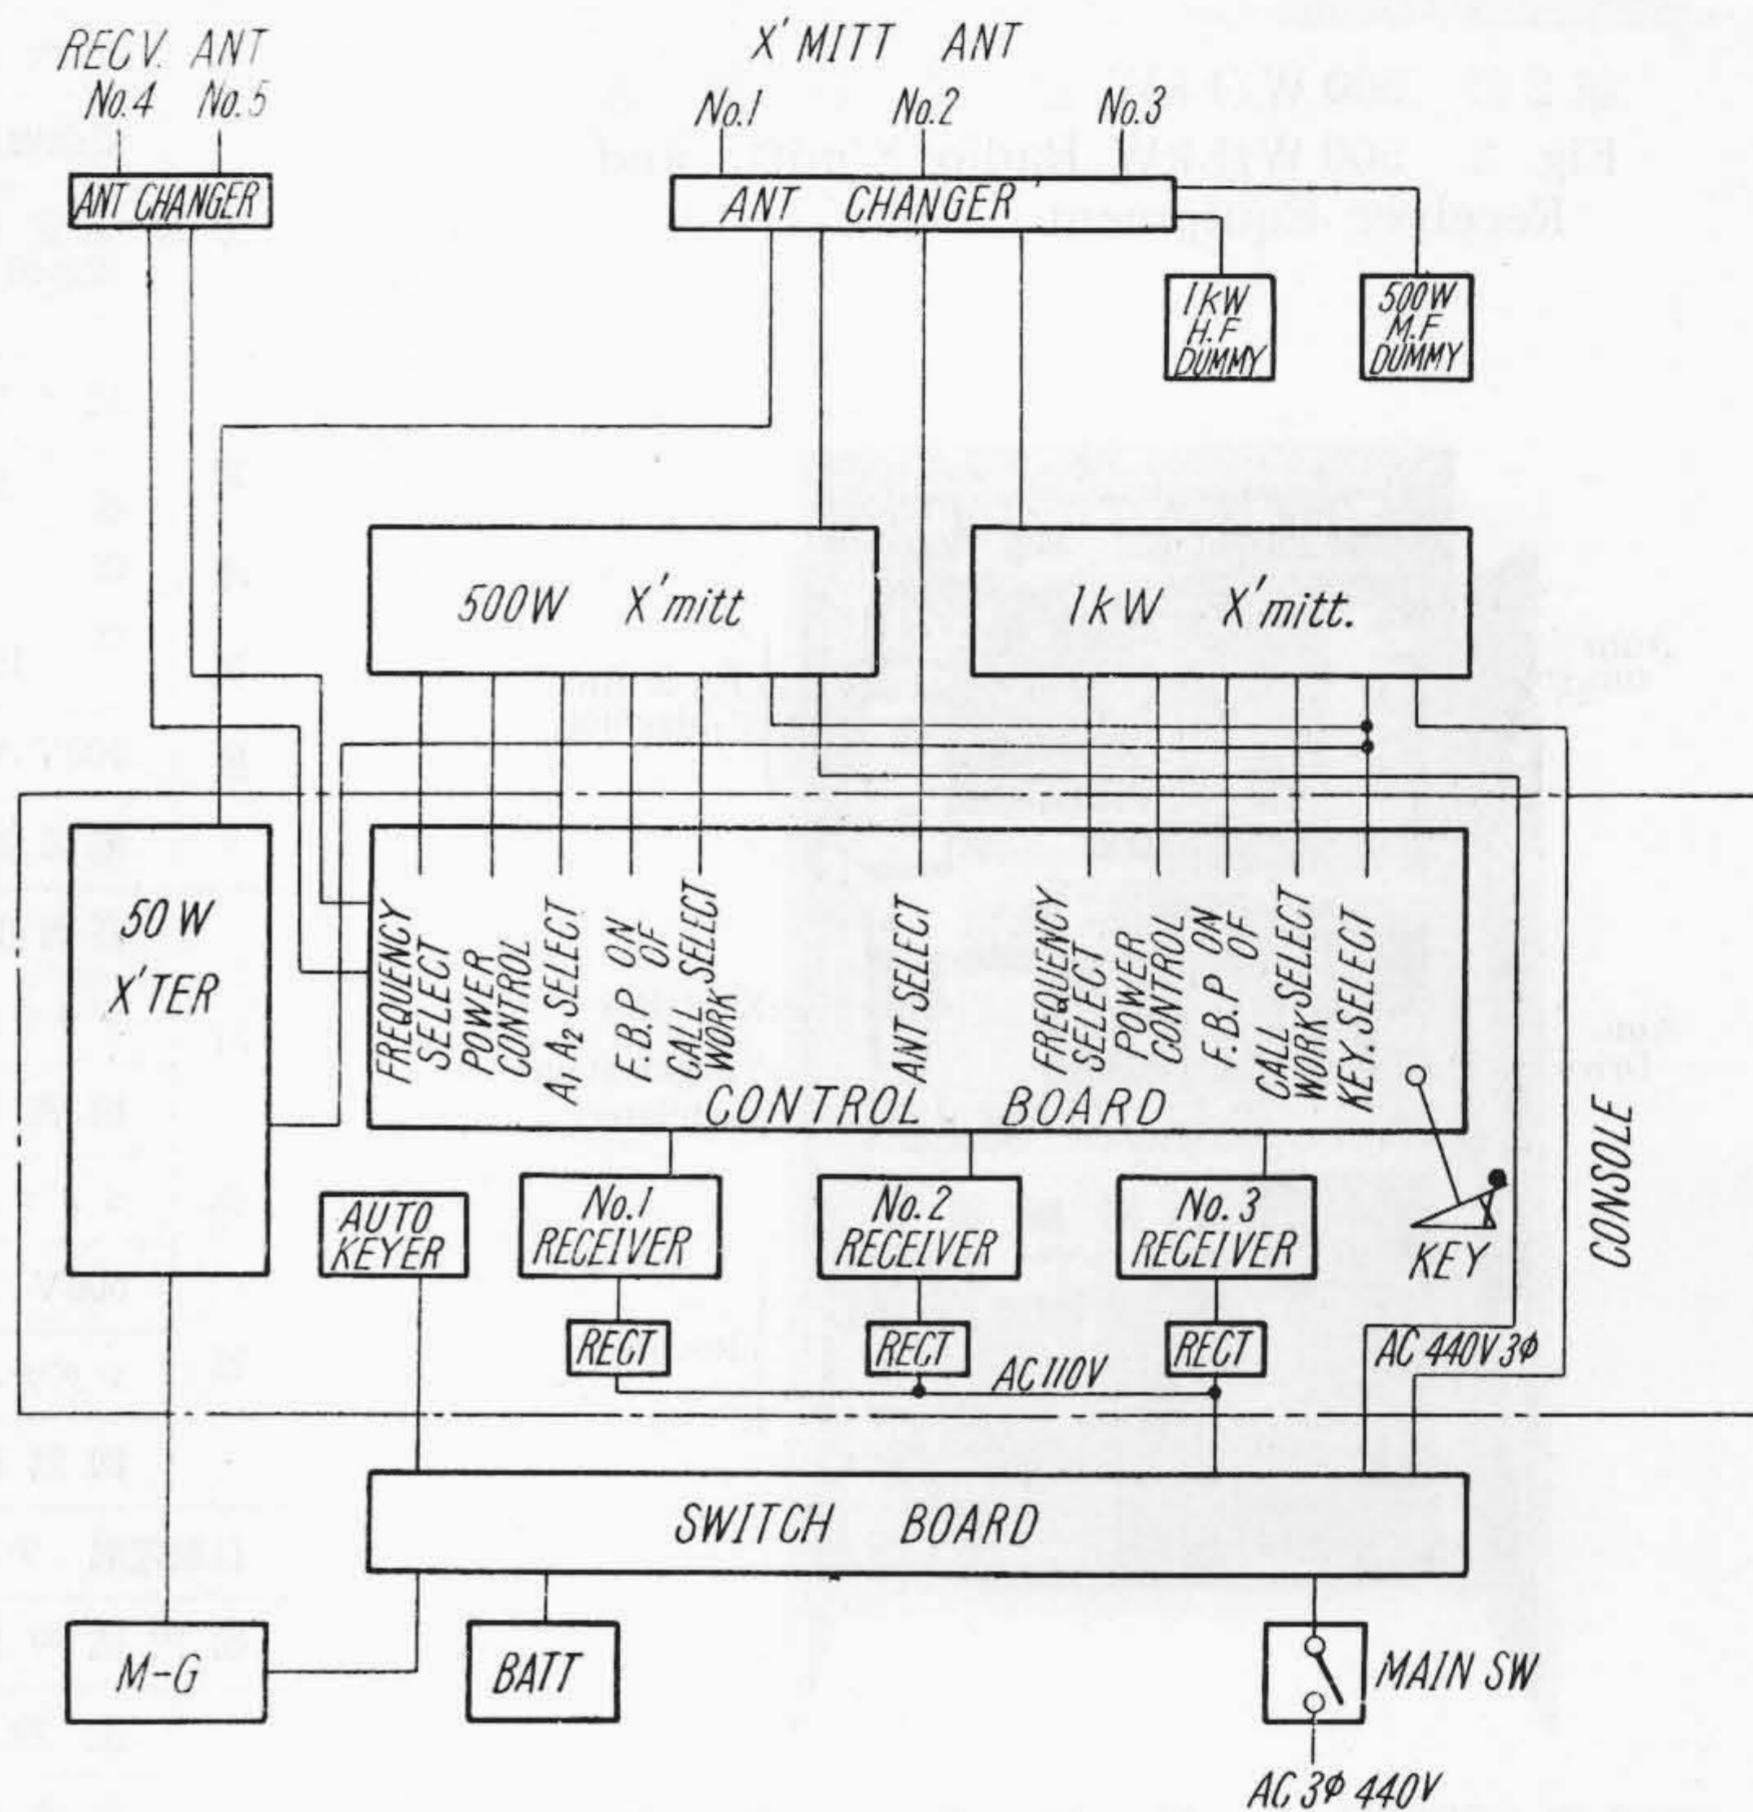 RECV. ANT
No.4 No.5
X'MITT ANT
No.1 No.2 No.3
ANT CHANGER
ANT CHANGER
1kW
H.F
DUMMY
500W
M.F
DUMMY
500W X'mitt
1kW X'mitt.
50W
X'TER
FREQUENCY
SELECT
POWER
CONTROL
A1 A2 SELECT
F.B.P ON
OF
CALL SELECT
WORK
ANT SELECT
FREQUENCY
SELECT
POWER
CONTROL
F.B.P ON
OF
CALL SELECT
WORK
KEY.SELECT
CONTROL BOARD
CONSOLE
AUTO
KEYER
No.1
RECEIVER
No.2
RECEIVER
No.3
RECEIVER
KEY
RECT
RECT
RECT
AC110V
AC 440V 3φ
SWITCH BOARD
M-G
BATT
MAIN SW
AC 3φ 440V